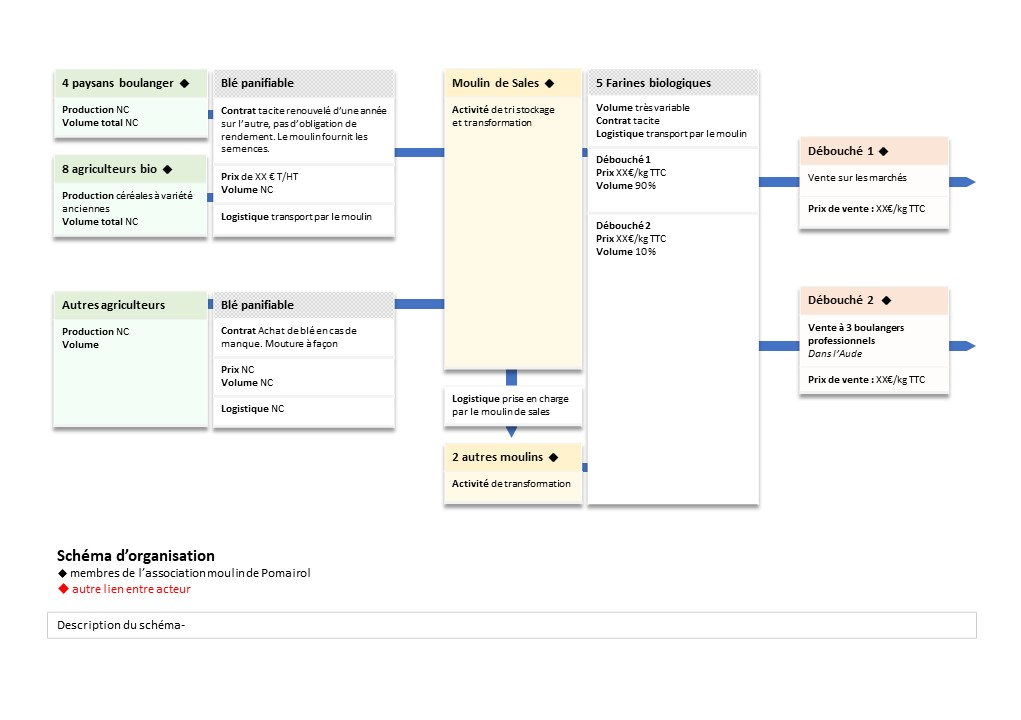 4 paysans boulanger ◆
Production NC
Volume total NC
8 agriculteurs bio ◆
Production céréales à variété
anciennes
Volume total NC
Blé panifiable
Contrat tacite renouvelé d’une année
sur l’autre, pas d’obligation de
rendement. Le moulin fournit les
semences.
Prix de XX € T/HT
Volume NC
Logistique transport par le moulin
Autres agriculteurs
Production NC
Volume
Blé panifiable
Contrat Achat de blé en cas de
manque. Mouture à façon
Prix NC
Volume NC
Logistique NC
Moulin de Sales ◆
Activité de tri stockage
et transformation
Logistique prise en charge
par le moulin de sales
2 autres moulins ◆
Activité de transformation
5 Farines biologiques
Volume très variable
Contrat tacite
Logistique transport par le moulin
Débouché 1
Prix XX€/kg TTC
Volume 90%
Débouché 2
Prix XX€/kg TTC
Volume 10%
Débouché 1 ◆
Vente sur les marchés
Prix de vente : XX€/kg TTC
Débouché 2 ◆
Vente à 3 boulangers
professionnels
Dans l’Aude
Prix de vente : XX€/kg TTC
Schéma d’organisation
◆ membres de l’association moulin de Pomairol
◆ autre lien entre acteur
Description du schéma-